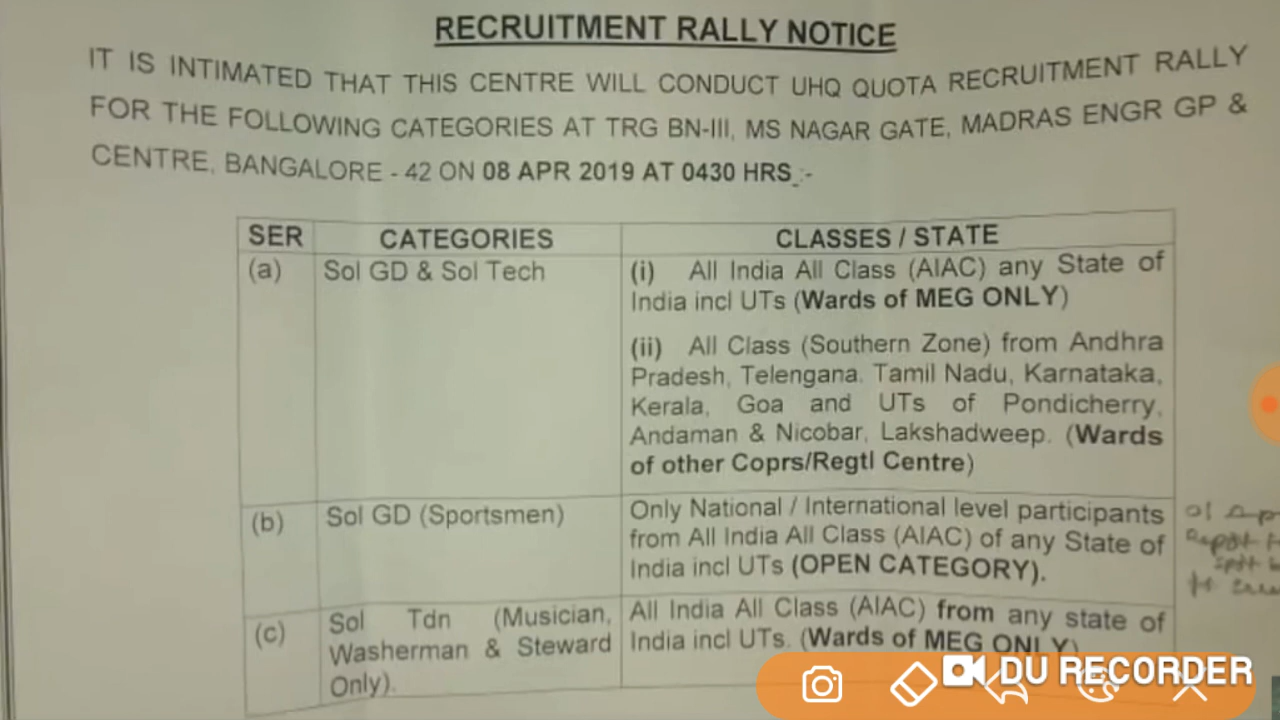 RECRUITMENT RALLY NOTICE
IT IS INTIMATED THAT THIS CENTRE WILL CONDUCT UHQ QUOTA RECRUITMENT RALLY
FOR THE FOLLOWING CATEGORIES AT TRG BN-III, MS NAGAR GATE, MADRAS ENGR GP &
CENTRE, BANGALORE - 42 ON 08 APR 2019 AT 0430 HRS :-
SER CATEGORIES CLASSES / STATE
(a) Sol GD & Sol Tech
(i) All India All Class (AIAC) any State of
India incl UTs (Wards of MEG ONLY)
(ii) All Class (Southern Zone) from Andhra
Pradesh, Telengana, Tamil Nadu, Karnataka,
Kerala, Goa and UTs of Pondicherry,
Andaman & Nicobar, Lakshadweep. (Wards
of other Coprs/Regtl Centre)
(b) Sol GD (Sportsmen)
Only National / International level participants
from All India All Class (AIAC) of any State of
India incl UTs (OPEN CATEGORY).
(c) Sol Tdn (Musician,
Washerman & Steward
Only).
All India All Class (AIAC) from any state of
India incl UTs. (Wards of MEG ONLY)
DU RECORDER